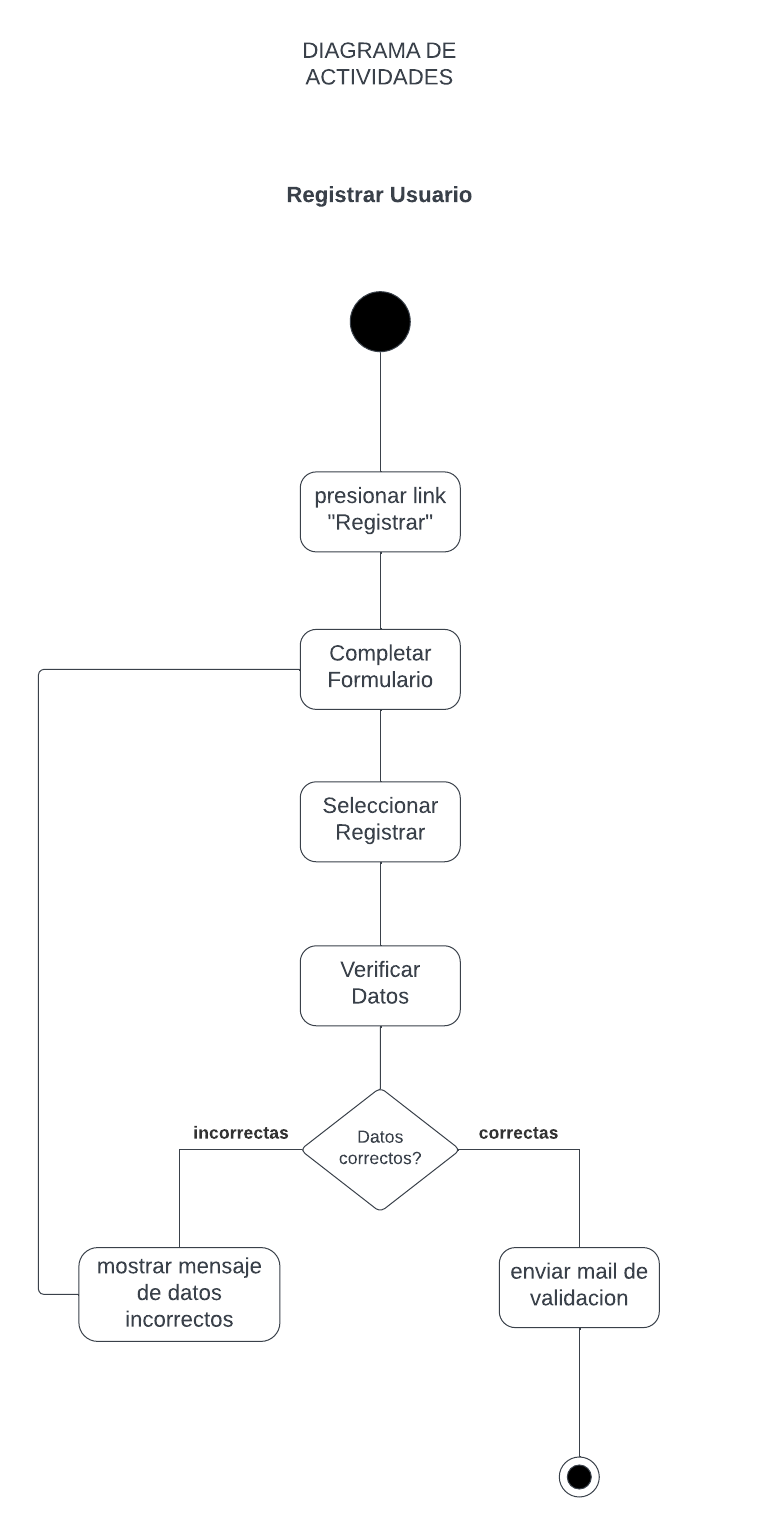 DIAGRAMA DE
ACTIVIDADES
Registrar Usuario
presionar link
"Registrar"
Completar
Formulario
Seleccionar
Registrar
Verificar
Datos
incorrectas
Datos
correctos?
correctas
mostrar mensaje
de datos
incorrectos
enviar mail de
validacion